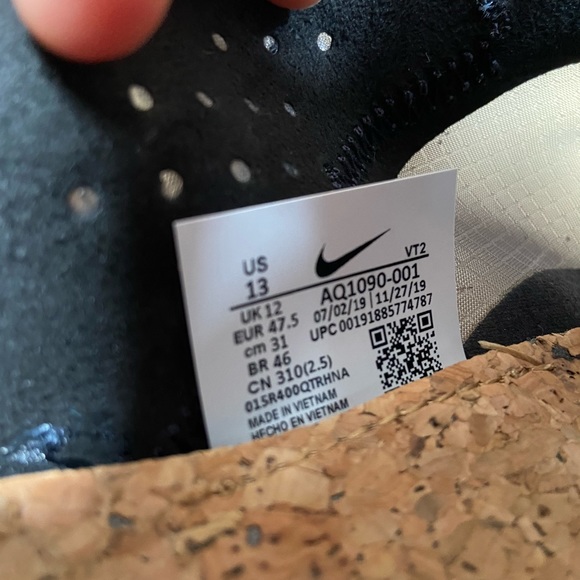 US
13
VT2
AQ1090-001
07/02/19 | 11/27/19
UPC 00191885774787
UK 12
EUR 47.5
cm 31
BR 46
CN 310(2.5)
015R400QTRHNA
MADE IN VIETNAM
HECHO EN VIETNAM